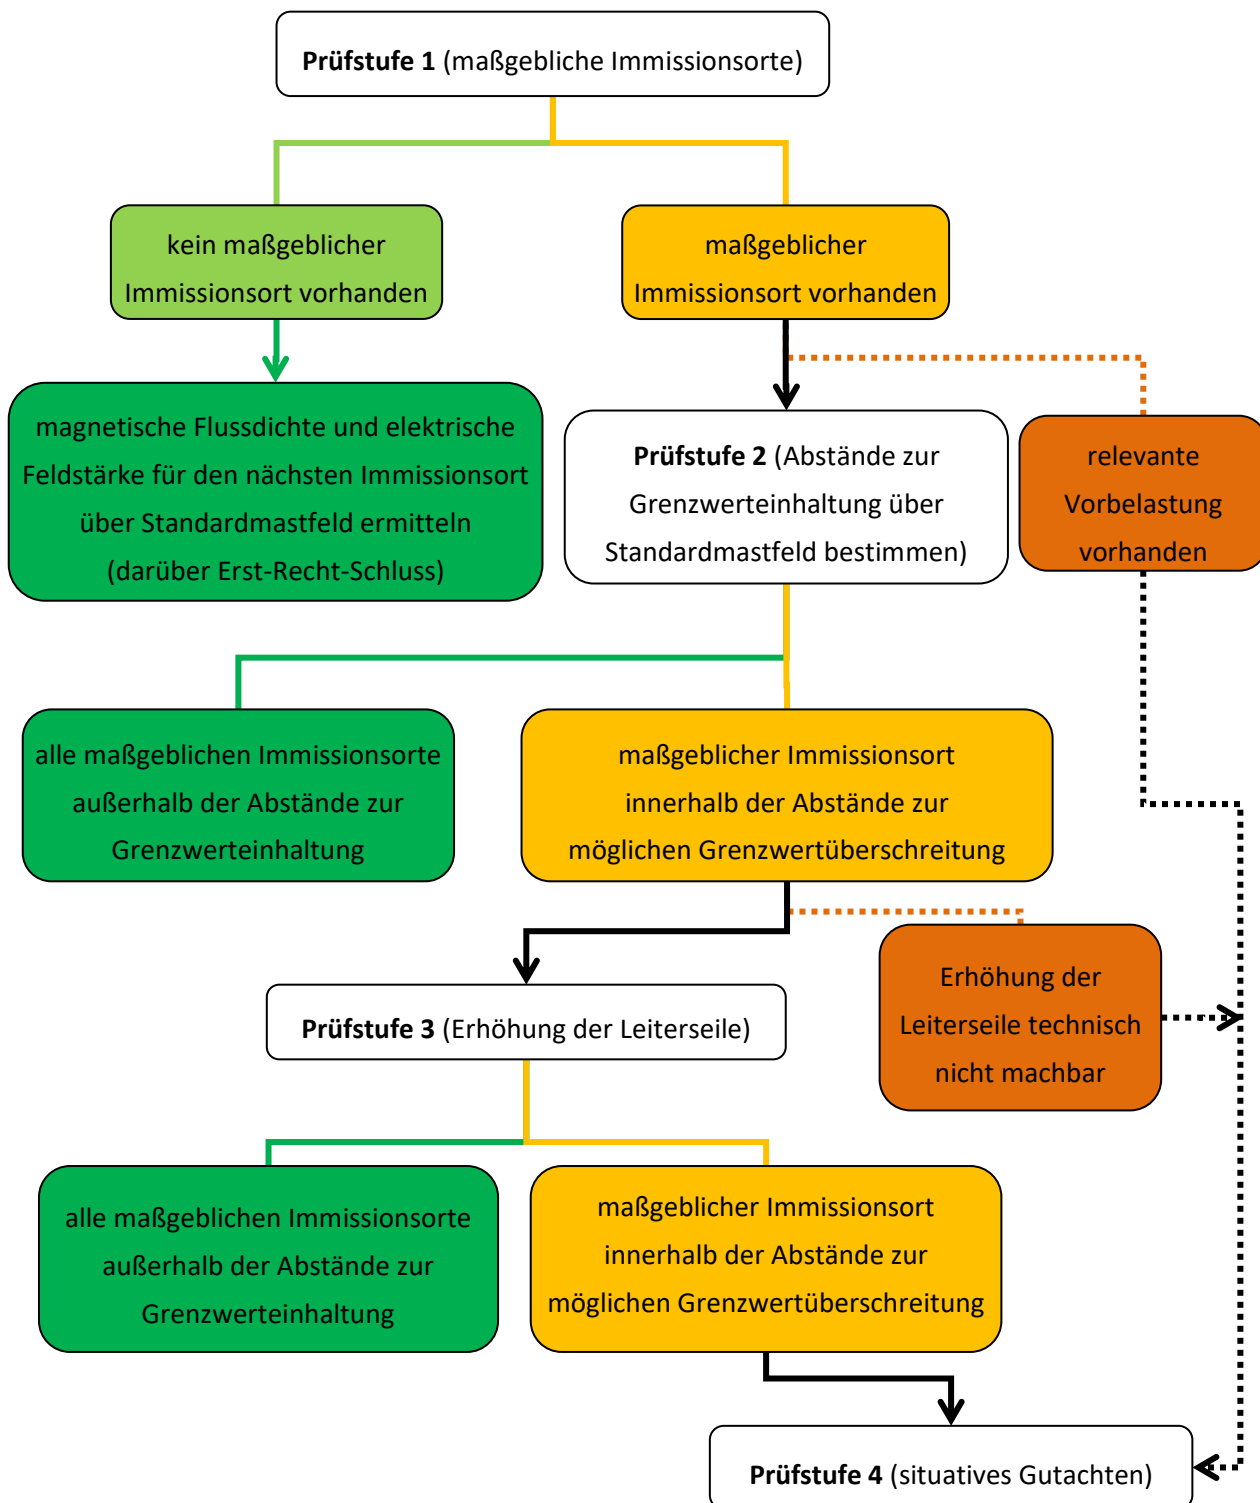 Prüfstufe 1 (maßgebliche Immissionsorte)
kein maßgeblicher
Immissionsort vorhanden
maßgeblicher
Immissionsort vorhanden
magnetische Flussdichte und elektrische
Feldstärke für den nächsten Immissionsort
über Standardmastfeld ermitteln
(darüber Erst-Recht-Schluss)
Prüfstufe 2 (Abstände zur
Grenzwerteinhaltung über
Standardmastfeld bestimmen)
relevante
Vorbelastung
vorhanden
alle maßgeblichen Immissionsorte
außerhalb der Abstände zur
Grenzwerteinhaltung
maßgeblicher Immissionsort
innerhalb der Abstände zur
möglichen Grenzwertüberschreitung
Erhöhung der
Leiterseile technisch
nicht machbar
Prüfstufe 3 (Erhöhung der Leiterseile)
alle maßgeblichen Immissionsorte
außerhalb der Abstände zur
Grenzwerteinhaltung
maßgeblicher Immissionsort
innerhalb der Abstände zur
möglichen Grenzwertüberschreitung
Prüfstufe 4 (situatives Gutachten)